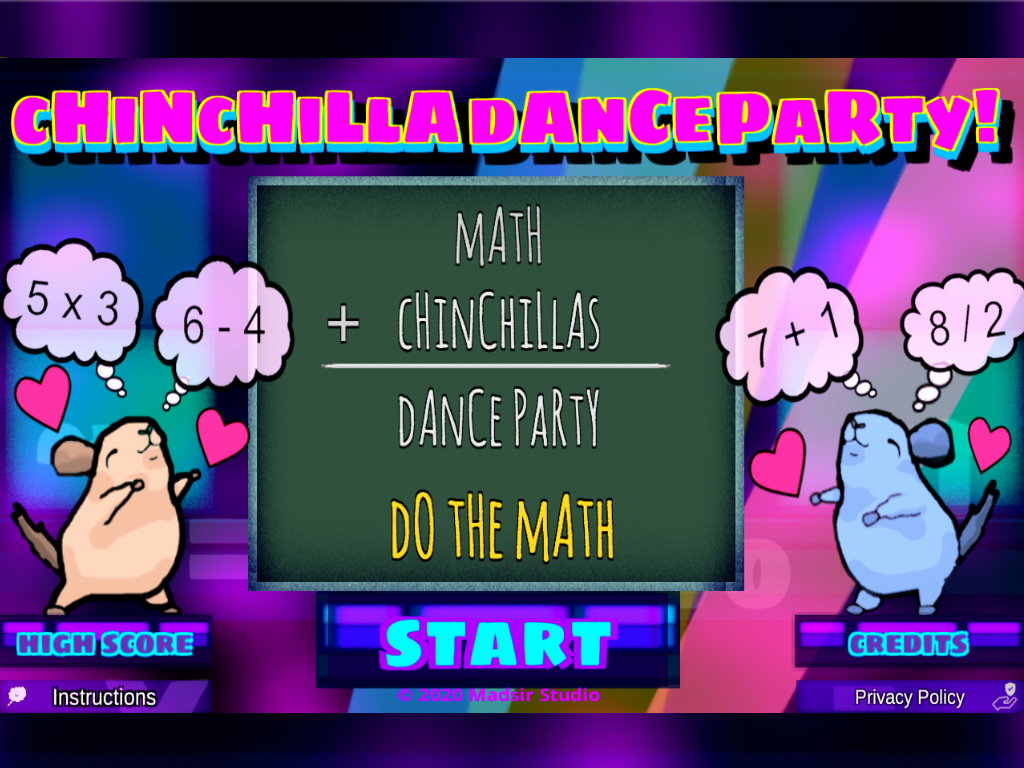 CHINCHILLA DANCE PARTY!
MATH
+ CHINCHILLAS
DANCE PARTY
DO THE MATH
5 x 3
6 - 4
7 + 1
8 / 2
HIGH SCORE
START
CREDITS
Instructions
© 2020 Madsir Studio
Privacy Policy